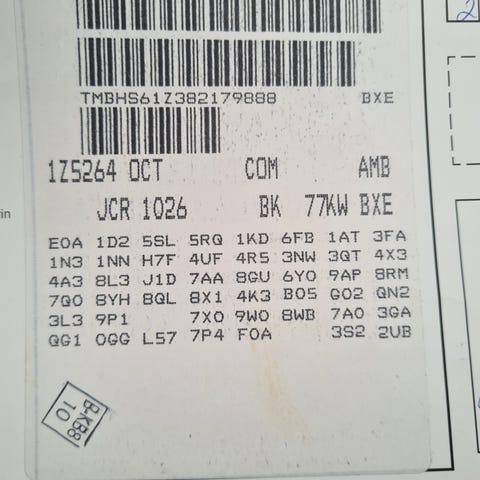 2
TMBHS61Z382179888 BXE
1Z5264 OCT COM AMB
in
JCR 1026 BK 77KW BXE
E0A 1D2 5SL 5RQ 1KD 6FB 1AT 3FA
1N3 1NN H7F 4UF 4R5 3NW 3QT 4X3
4A3 8L3 J1D 7AA 8GU 6Y0 9AP 8RM
7Q0 8YH 8QL 8X1 4K3 B05 G02 QN2
3L3 9P1 7X0 9W0 8WB 7A0 3GA
QG1 0GG L57 7P4 F0A 3S2 2UB
B-KB8
10